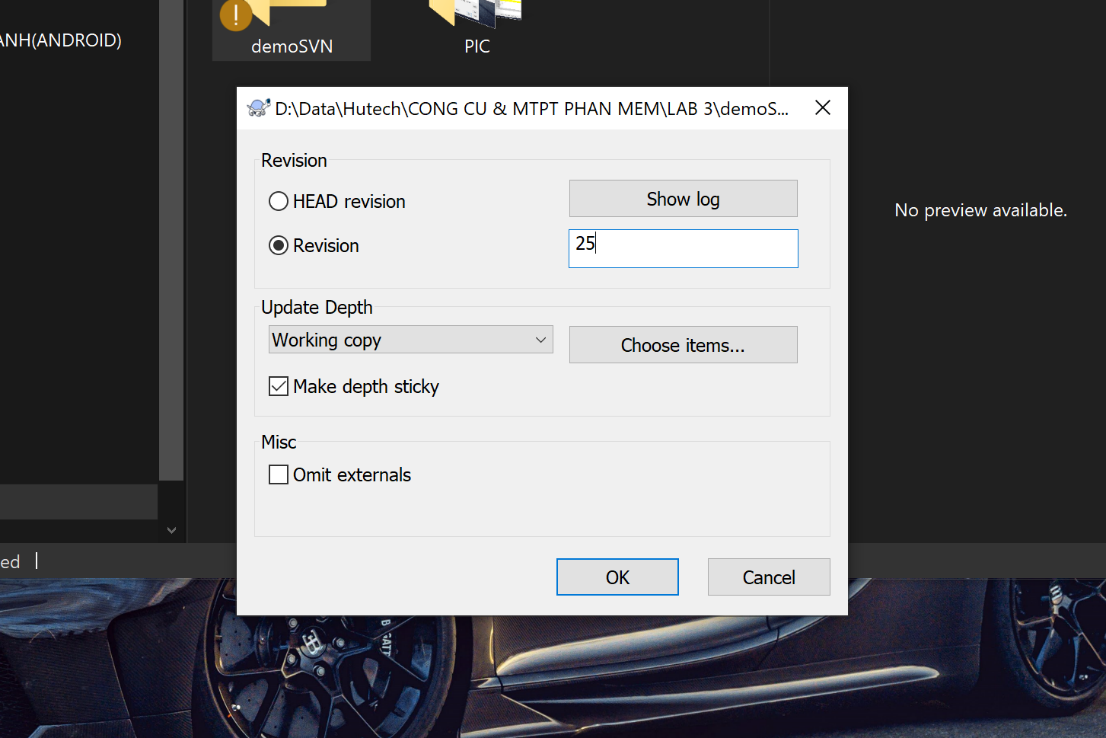 ANH(ANDROID)
demoSVN
PIC
D:\Data\Hutech\CONG CU & MTPT PHAN MEM\LAB 3\demoS...
Revision
HEAD revision
Show log
Revision
25
No preview available.
Update Depth
Working copy
Choose items...
Make depth sticky
Misc
Omit externals
ed
OK
Cancel